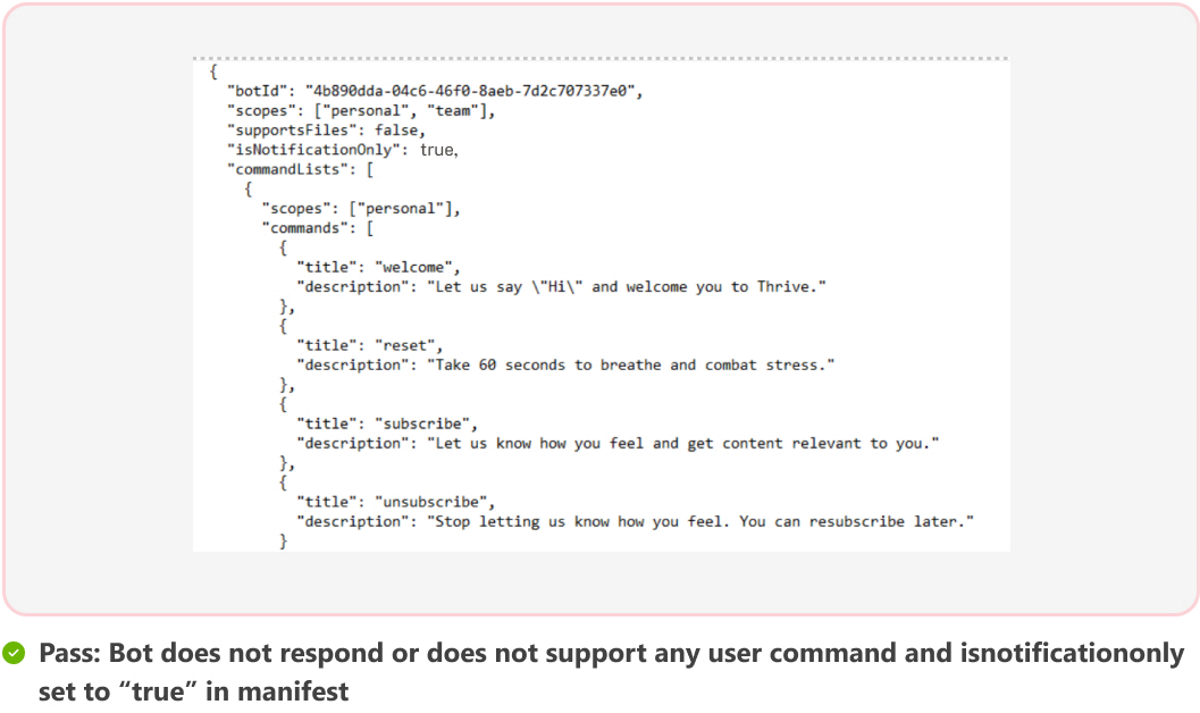 {
"botId": "4b890dda-04c6-46f0-8aeb-7d2c707337e0",
"scopes": ["personal", "team"],
"supportsFiles": false,
"isNotificationOnly": true,
"commandLists": [
{
"scopes": ["personal"],
"commands": [
{
"title": "welcome",
"description": "Let us say \"Hi\" and welcome you to Thrive."
},
{
"title": "reset",
"description": "Take 60 seconds to breathe and combat stress."
},
{
"title": "subscribe",
"description": "Let us know how you feel and get content relevant to you."
},
{
"title": "unsubscribe",
"description": "Stop letting us know how you feel. You can resubscribe later."
}
Pass: Bot does not respond or does not support any user command and isnotificationonly
set to “true” in manifest